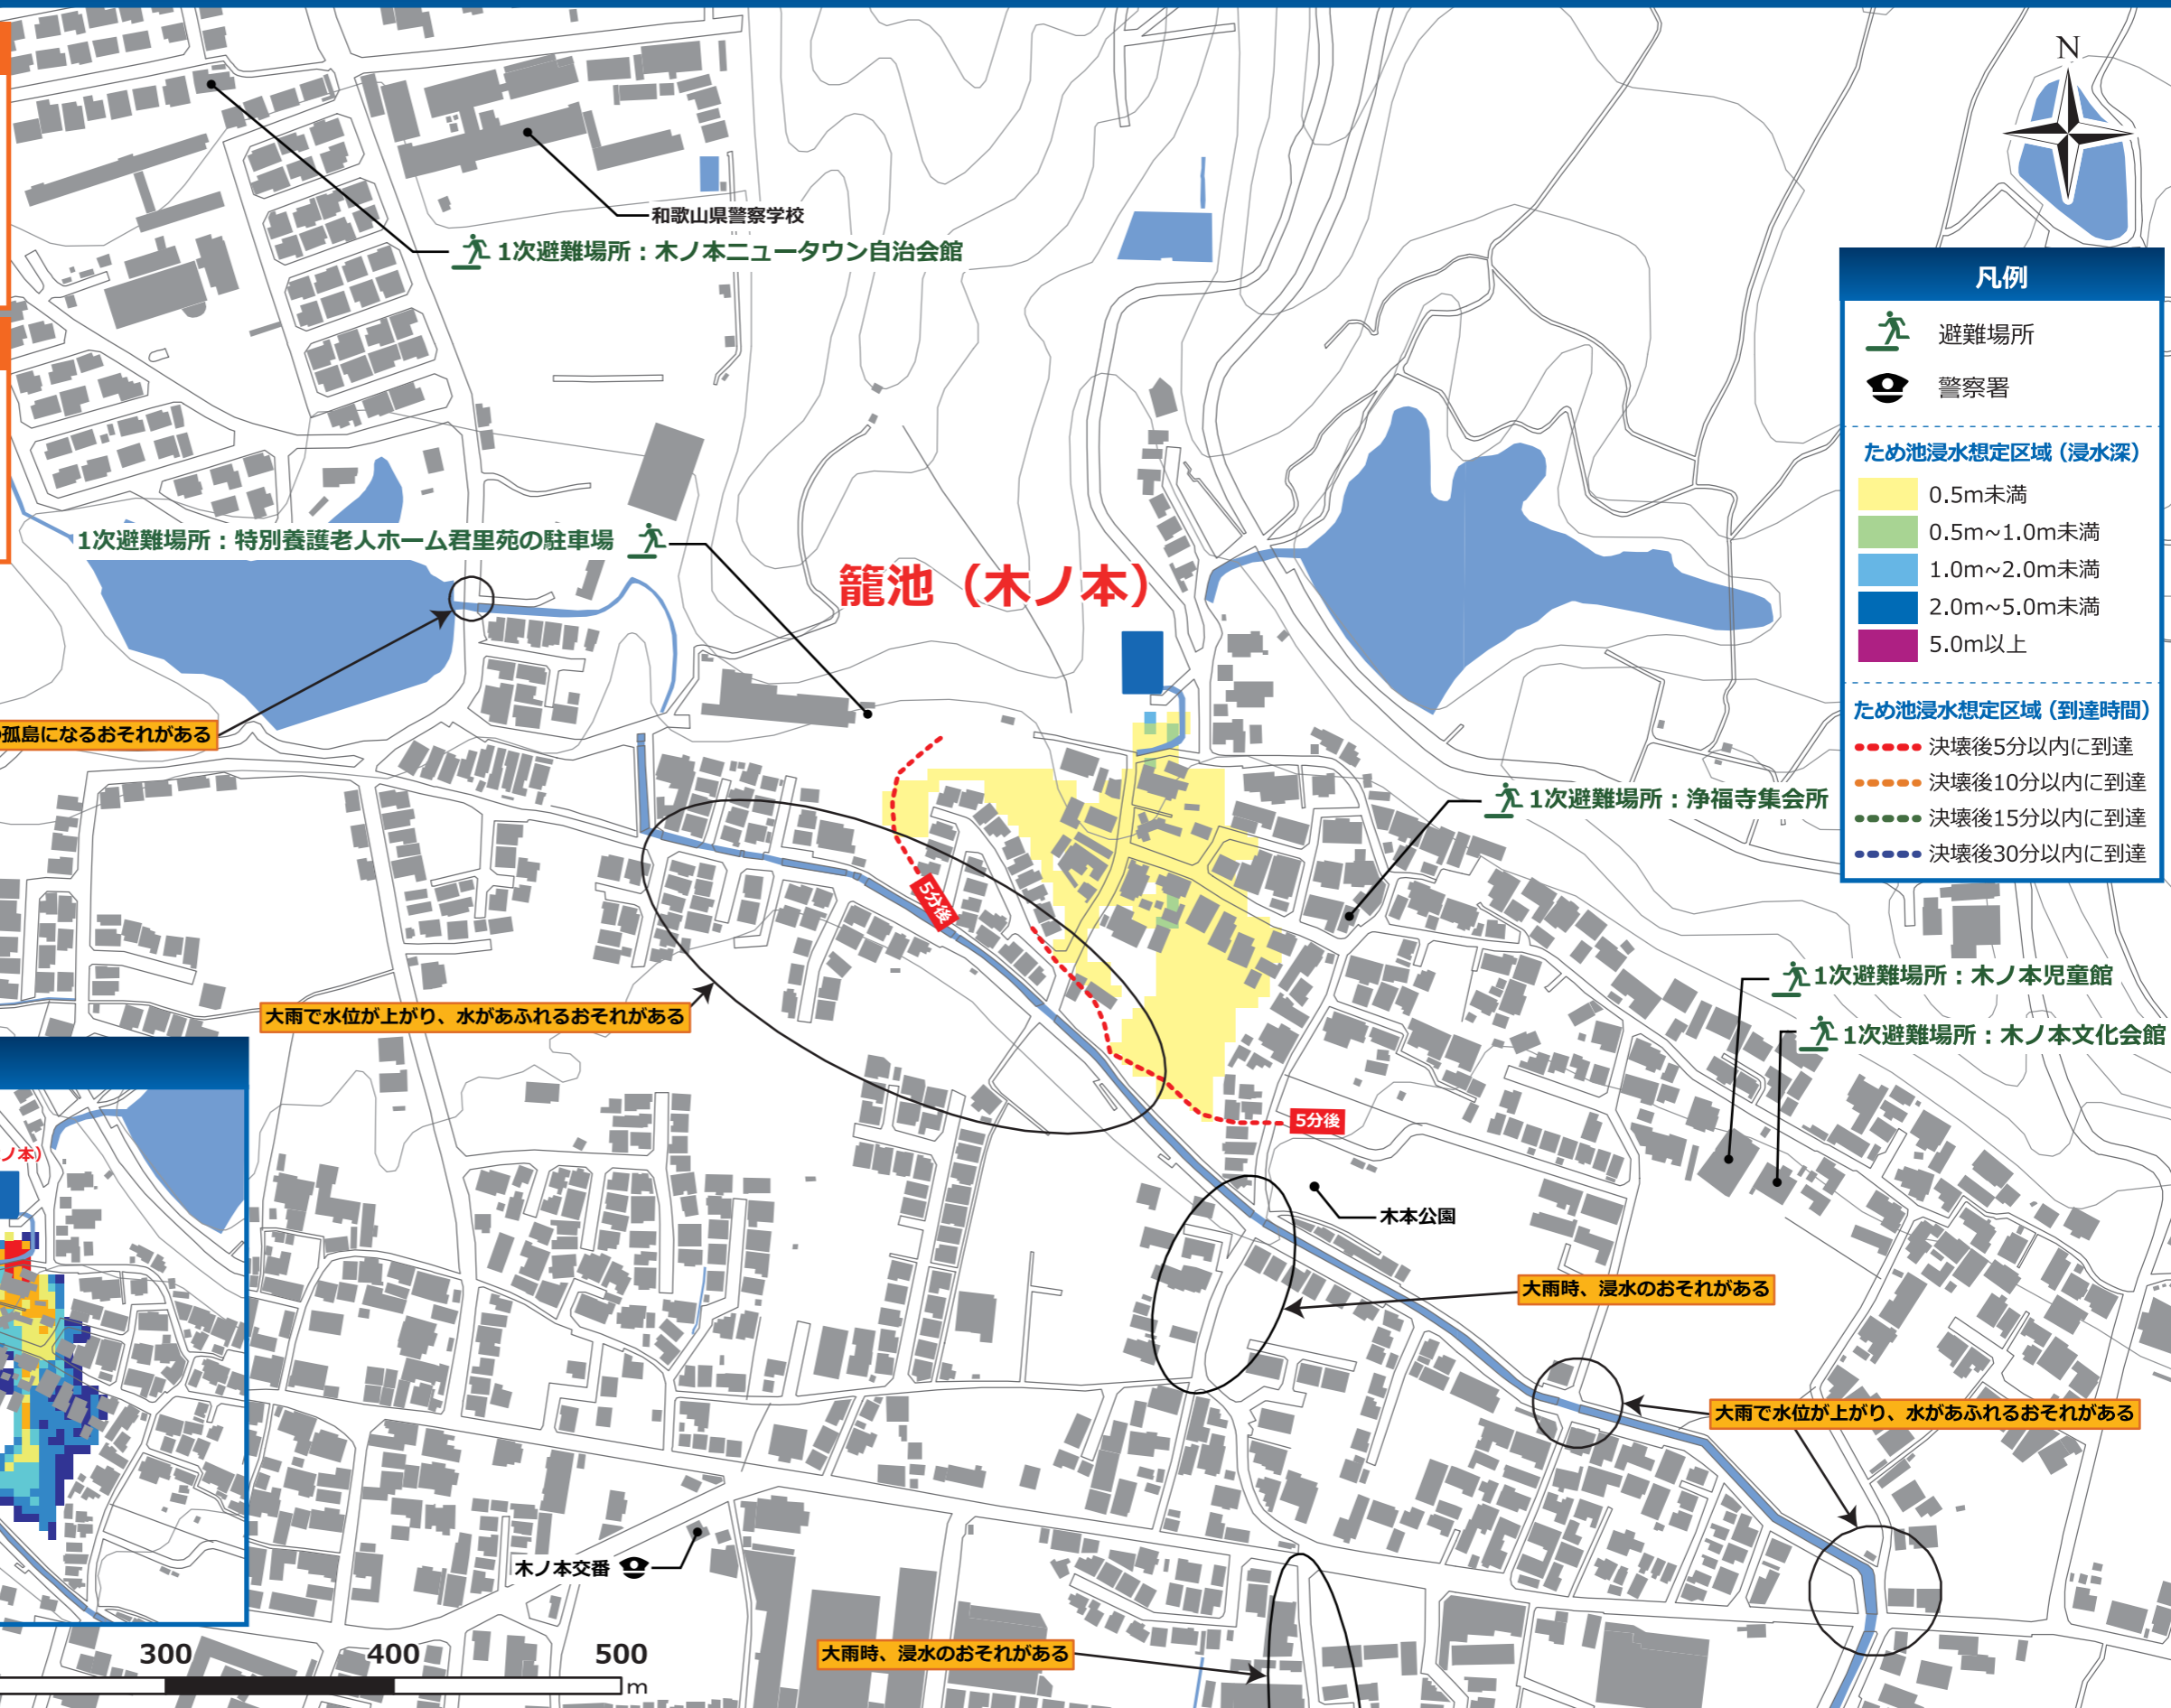 N
和歌山県警察学校
1次避難場所：木ノ本ニュータウン自治会館
凡例
避難場所
警察署
ため池浸水想定区域（浸水深）
0.5m未満
0.5m~1.0m未満
1.0m~2.0m未満
2.0m~5.0m未満
5.0m以上
ため池浸水想定区域（到達時間）
決壊後5分以内に到達
決壊後10分以内に到達
決壊後15分以内に到達
決壊後30分以内に到達
1次避難場所：特別養護老人ホーム君里苑の駐車場
籠池（木ノ本）
孤島になるおそれがある
1次避難場所：浄福寺集会所
5分後
1次避難場所：木ノ本児童館
大雨で水位が上がり、水があふれるおそれがある
1次避難場所：木ノ本文化会館
5分後
ノ本）
木本公園
大雨時、浸水のおそれがある
大雨で水位が上がり、水があふれるおそれがある
木ノ本交番
大雨時、浸水のおそれがある
300 400 500
m